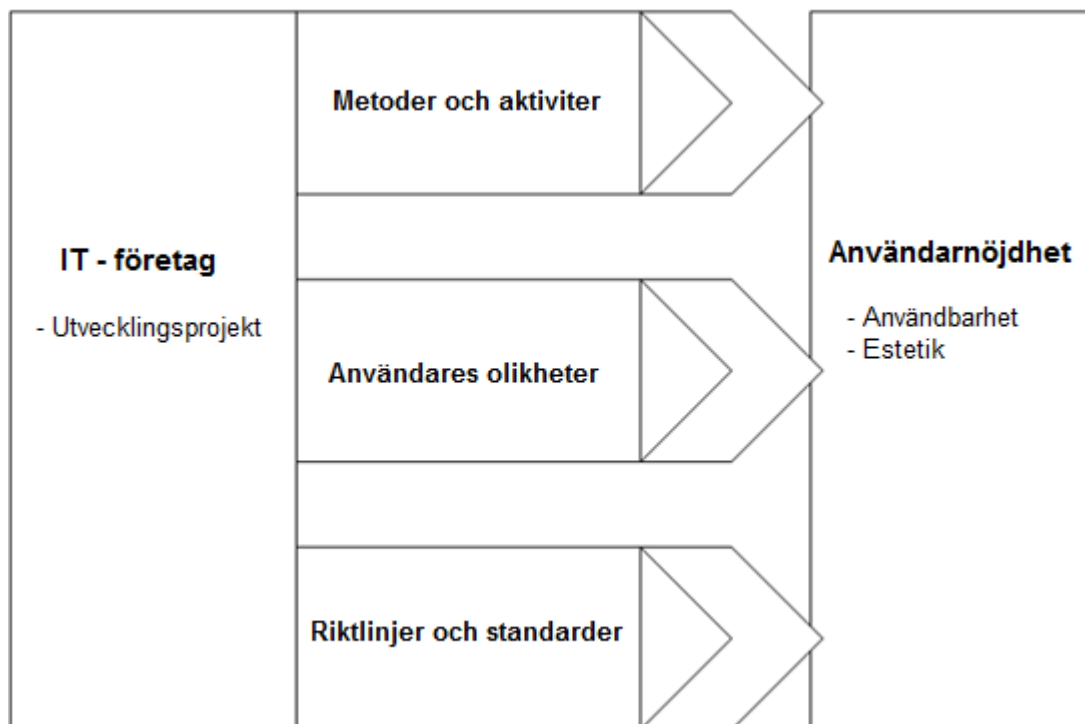 IT - företag
- Utvecklingsprojekt
Metoder och aktiviter
Användares olikheter
Riktlinjer och standarder
Användarnöjdhet
- Användbarhet
- Estetik